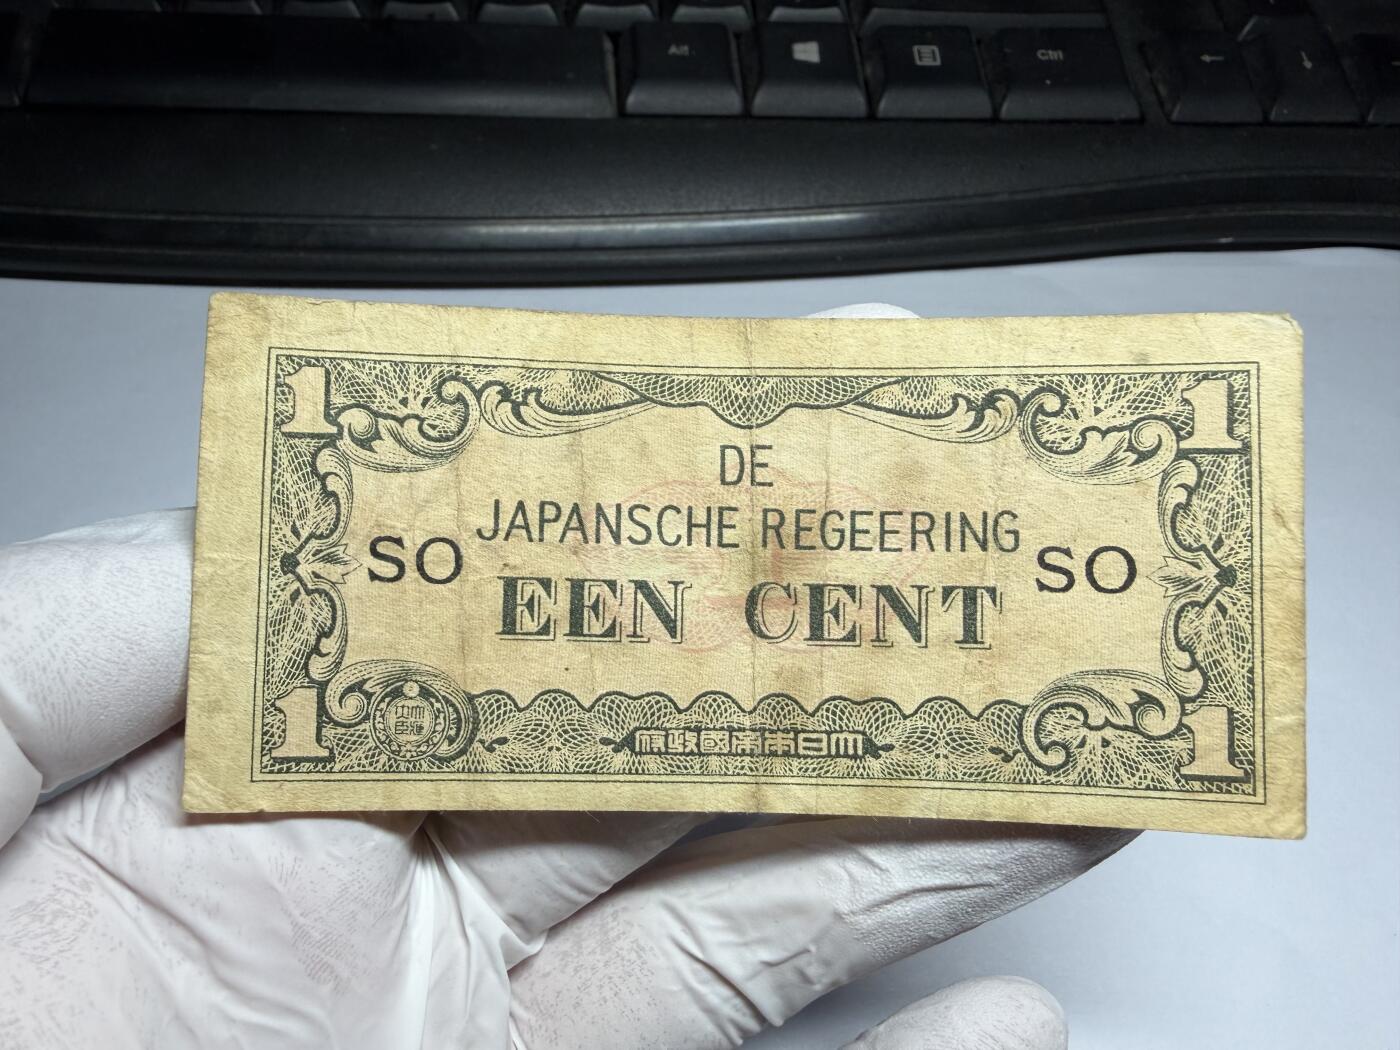 Alt
Ctrl
1 1
DE
JAPANSCHE REGEERING
SO SO
EEN CENT
1 1
府政國帝本日大